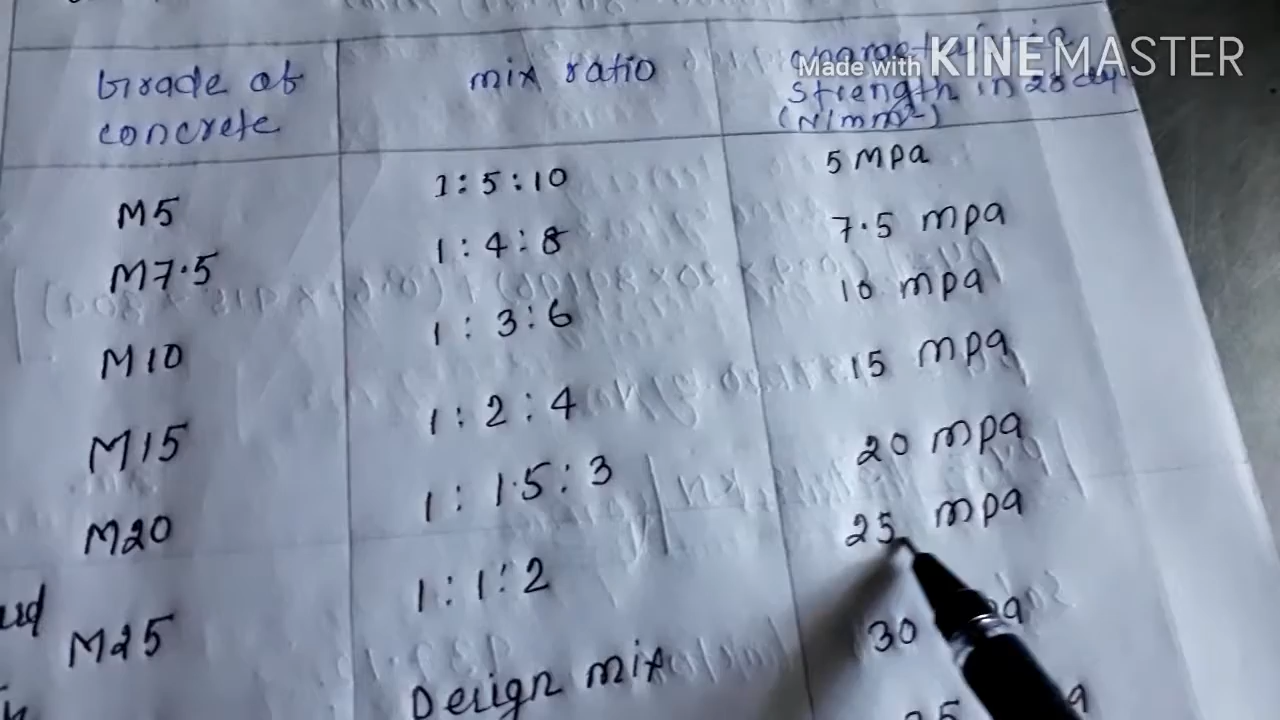 Made with KINEMASTER
Grade of concrete mix ratio characteristic strength in 28 days (N/mm²)
M5 1:5:10 5 Mpa
M7.5 1:4:8 7.5 mpa
M10 1:3:6 10 mpa
M15 1:2:4 15 mpa
M20 1:1.5:3 20 mpa
M25 1:1:2 25 mpa
Design mix 30